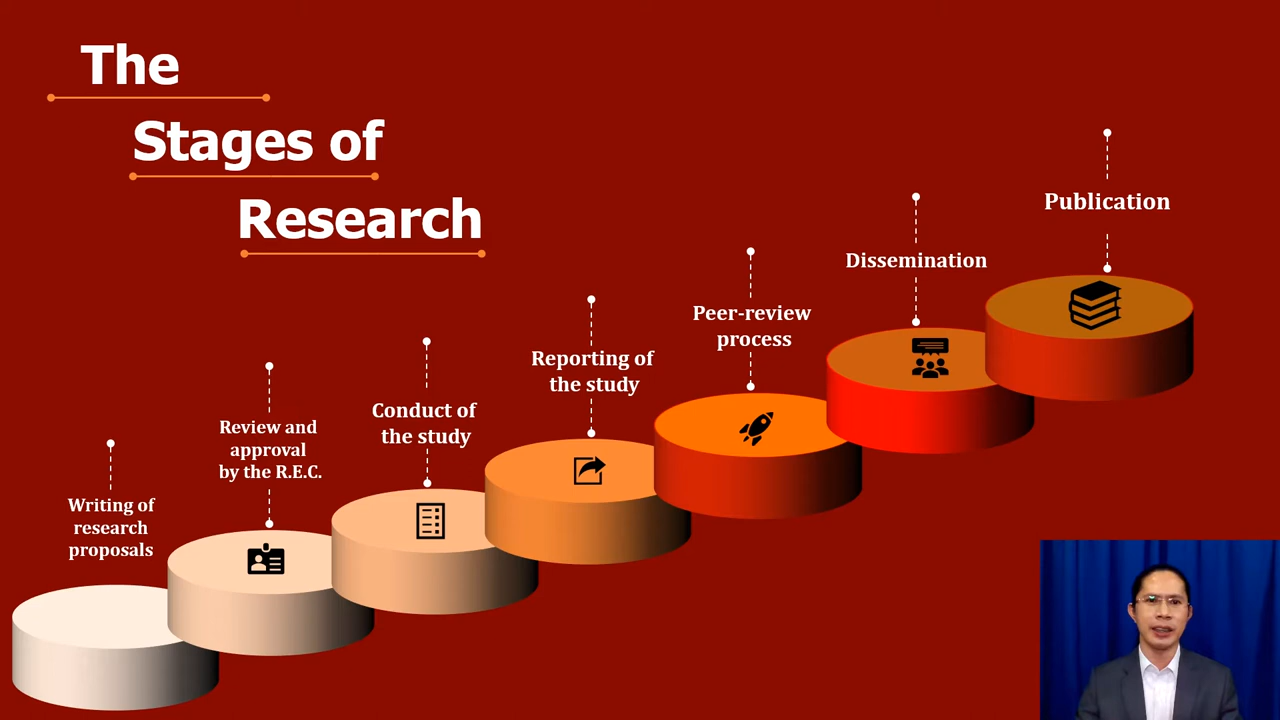 The
Stages of
Research
Writing of
research
proposals
Review and
approval
by the R.E.C.
Conduct of
the study
Reporting of
the study
Peer-review
process
Dissemination
Publication